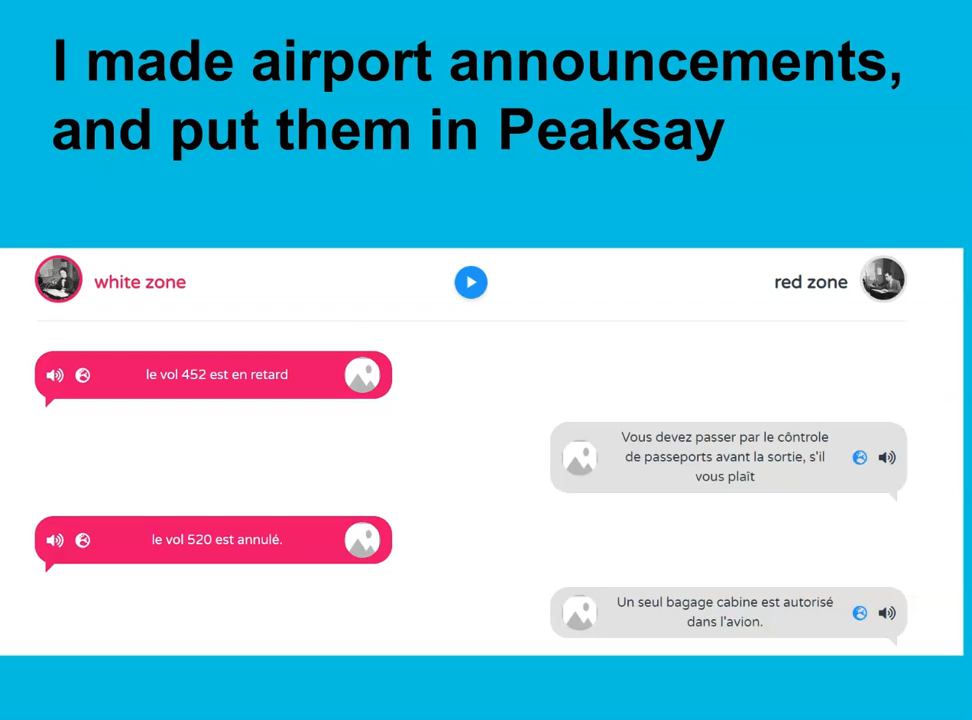 I made airport announcements,
and put them in Peaksay
white zone
red zone
le vol 452 est en retard
Vous devez passer par le côntrole
de passeports avant la sortie, s'il
vous plaît
le vol 520 est annulé.
Un seul bagage cabine est autorisé
dans l'avion.